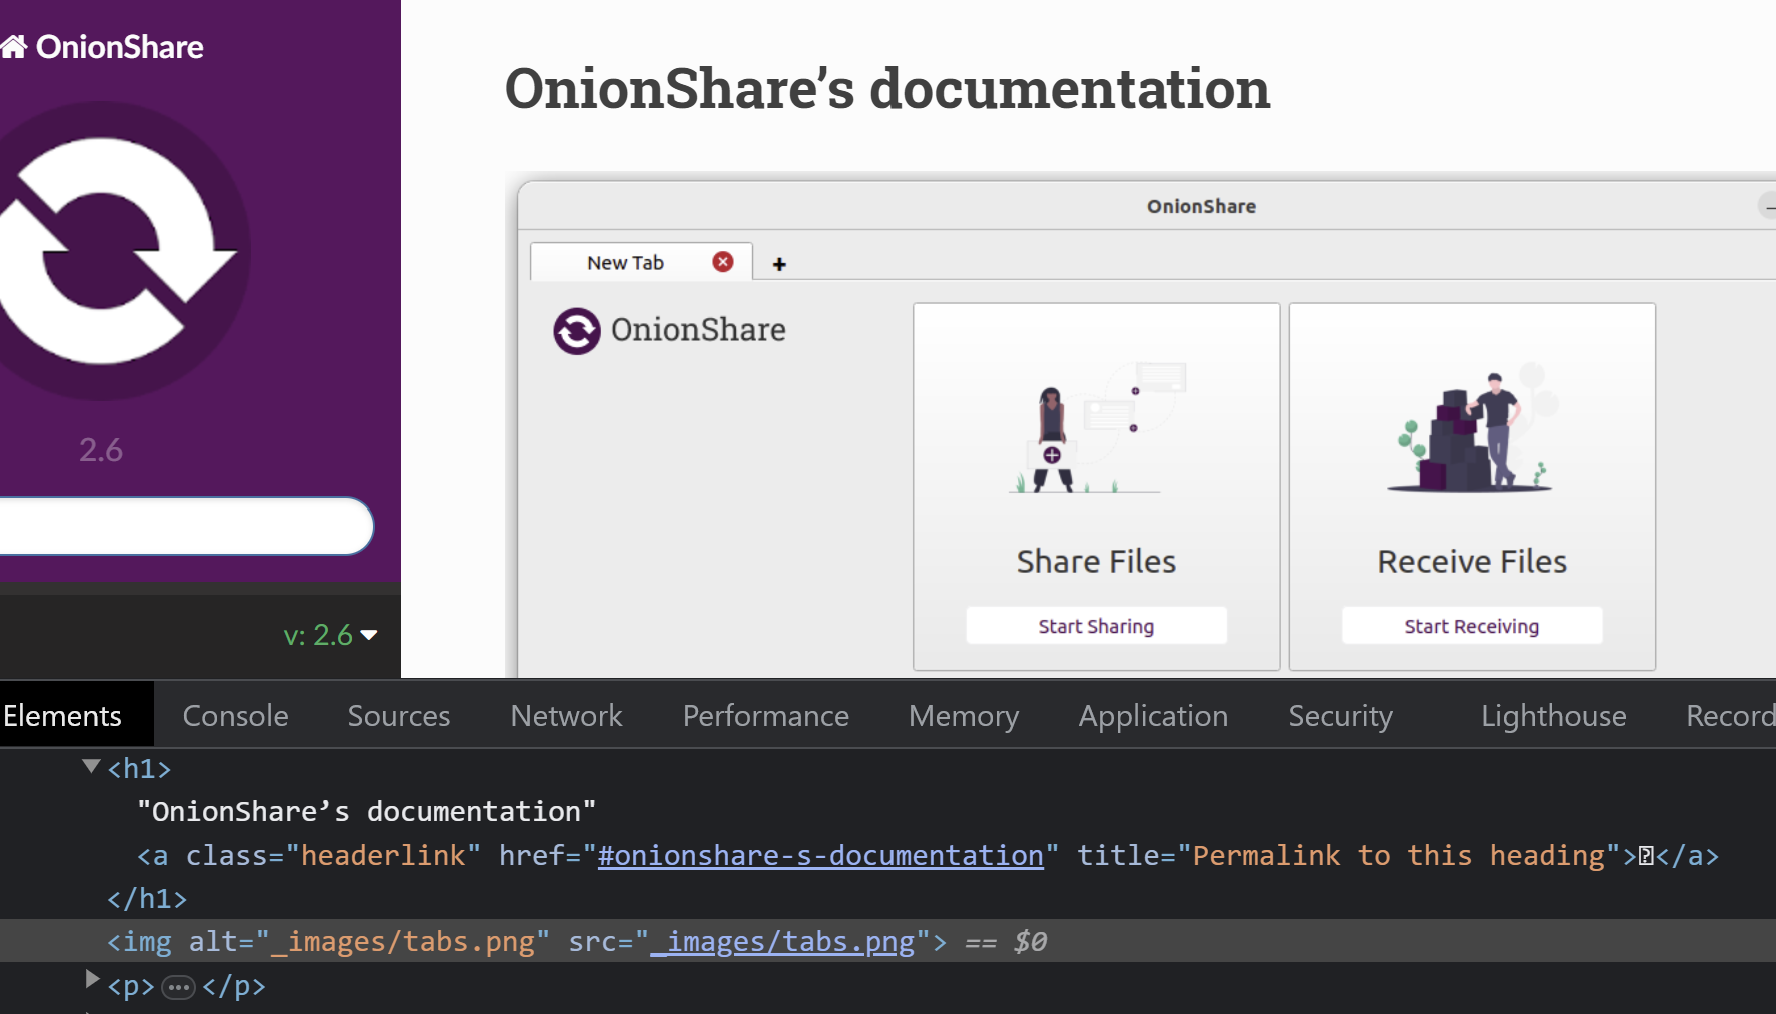 OnionShare
2.6
v: 2.6
OnionShare’s documentation
OnionShare
New Tab
+
OnionShare
Share Files
Start Sharing
Receive Files
Start Receiving
Elements Console Sources Network Performance Memory Application Security Lighthouse Record
<h1>
"OnionShare’s documentation"
<a class="headerlink" href="#onionshare-s-documentation" title="Permalink to this heading"></a>
</h1>
<img alt="_images/tabs.png" src="_images/tabs.png"> == $0
<p>…</p>